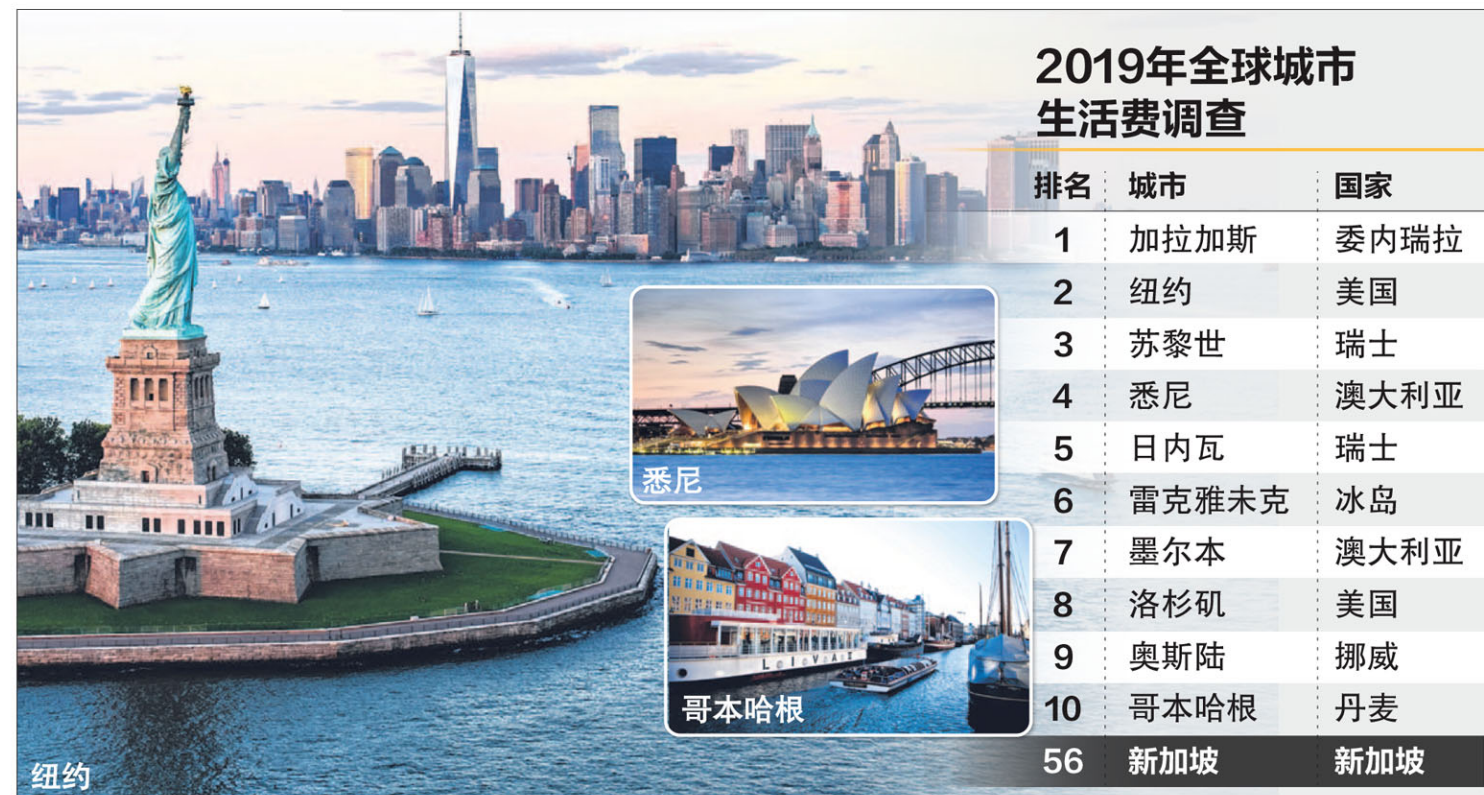 2019年全球城市
生活费调查
排名 城市 国家
1 加拉加斯 委内瑞拉
2 纽约 美国
3 苏黎世 瑞士
4 悉尼 澳大利亚
5 日内瓦 瑞士
6 雷克雅未克 冰岛
7 墨尔本 澳大利亚
8 洛杉矶 美国
9 奥斯陆 挪威
10 哥本哈根 丹麦
56 新加坡 新加坡
悉尼
哥本哈根
纽约